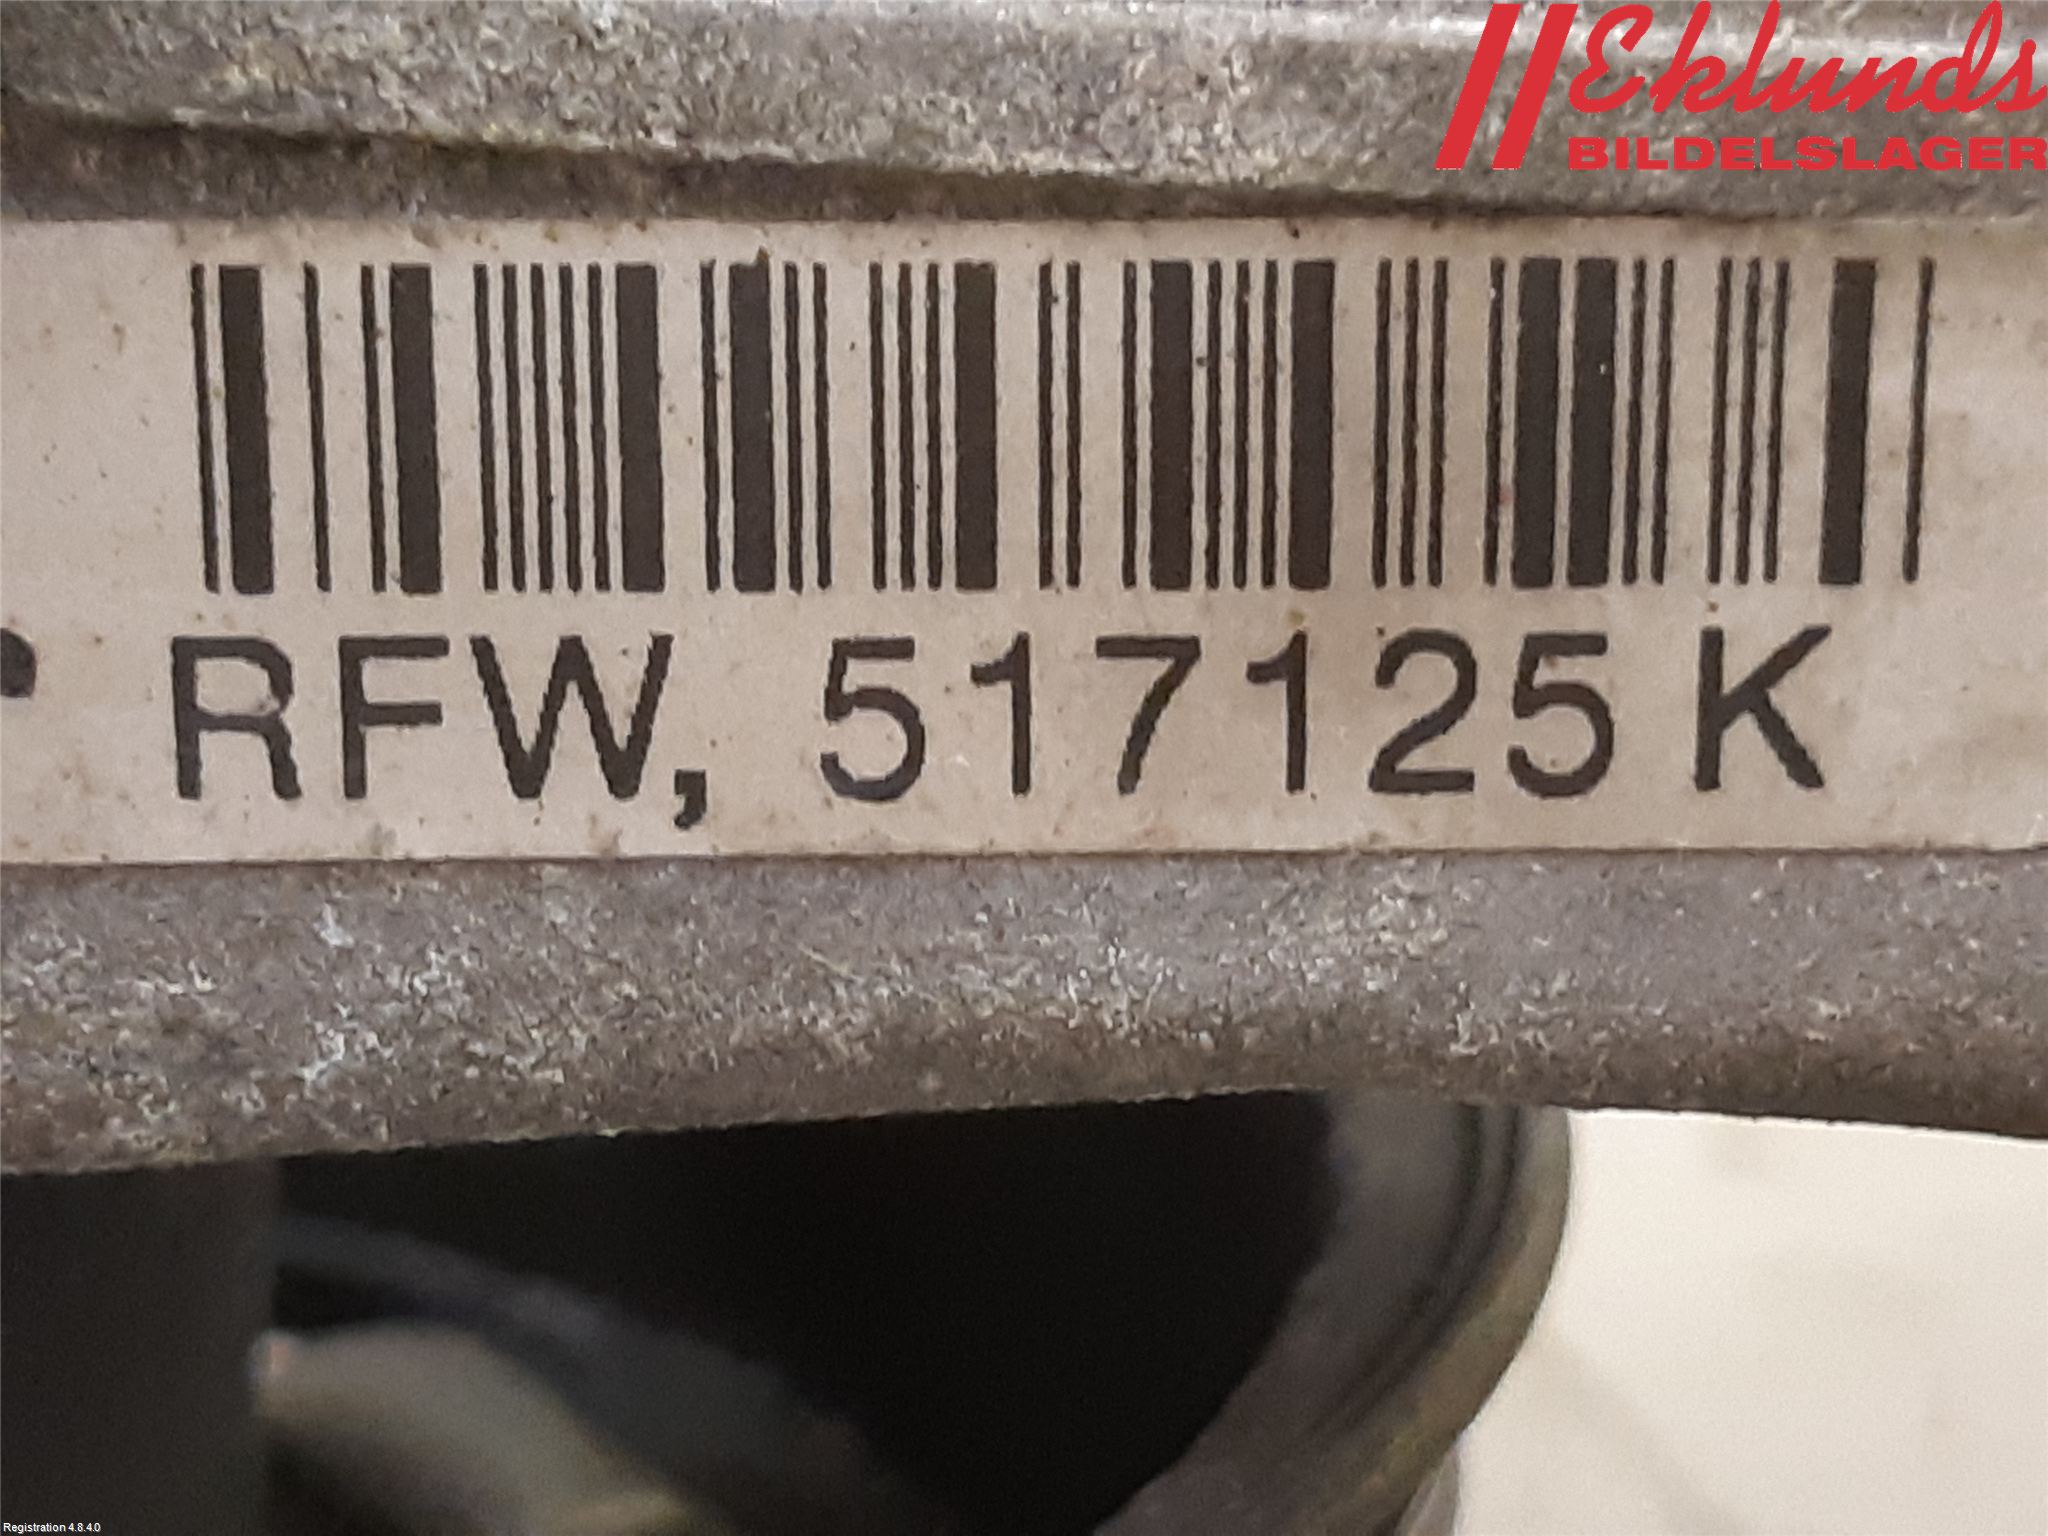 Eklunds
BILDELSLAGER
RFW, 517125 K
Registration 4.8.4.0